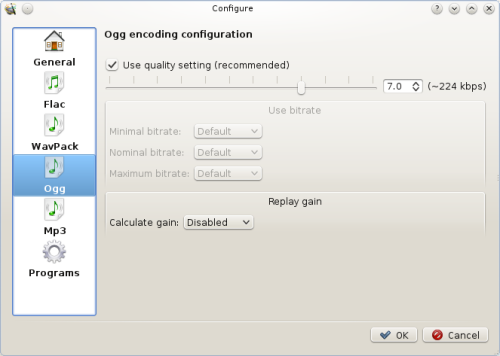 Configure
General
Flac
WavPack
Ogg
Mp3
Programs
Ogg encoding configuration
Use quality setting (recommended)
7.0 (~224 kbps)
Use bitrate
Minimal bitrate: Default
Nominal bitrate: Default
Maximum bitrate: Default
Replay gain
Calculate gain: Disabled
OK Cancel